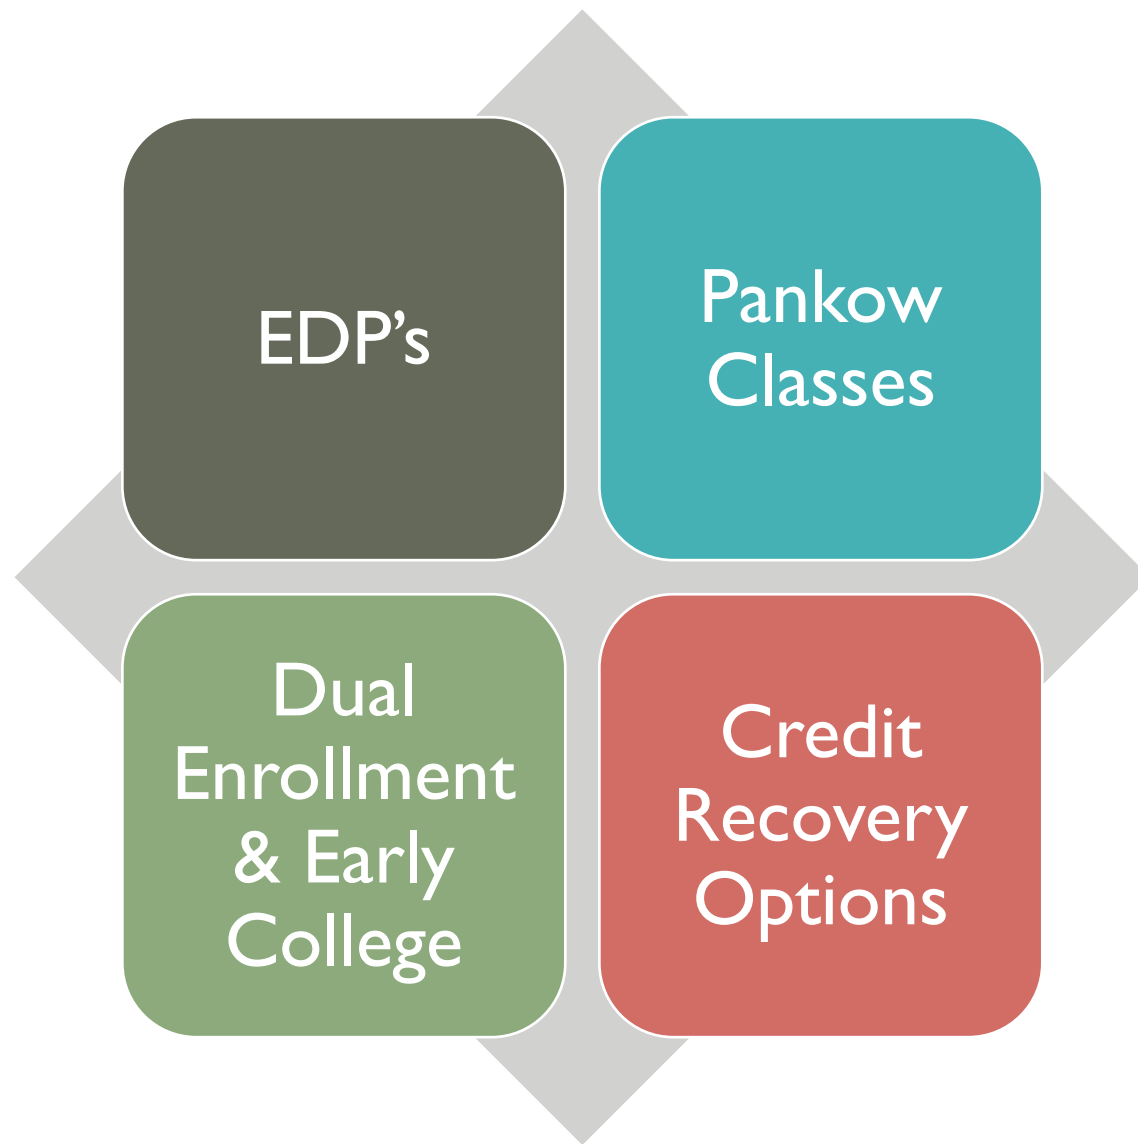 EDP’s
Pankow
Classes
Dual
Enrollment
& Early
College
Credit
Recovery
Options